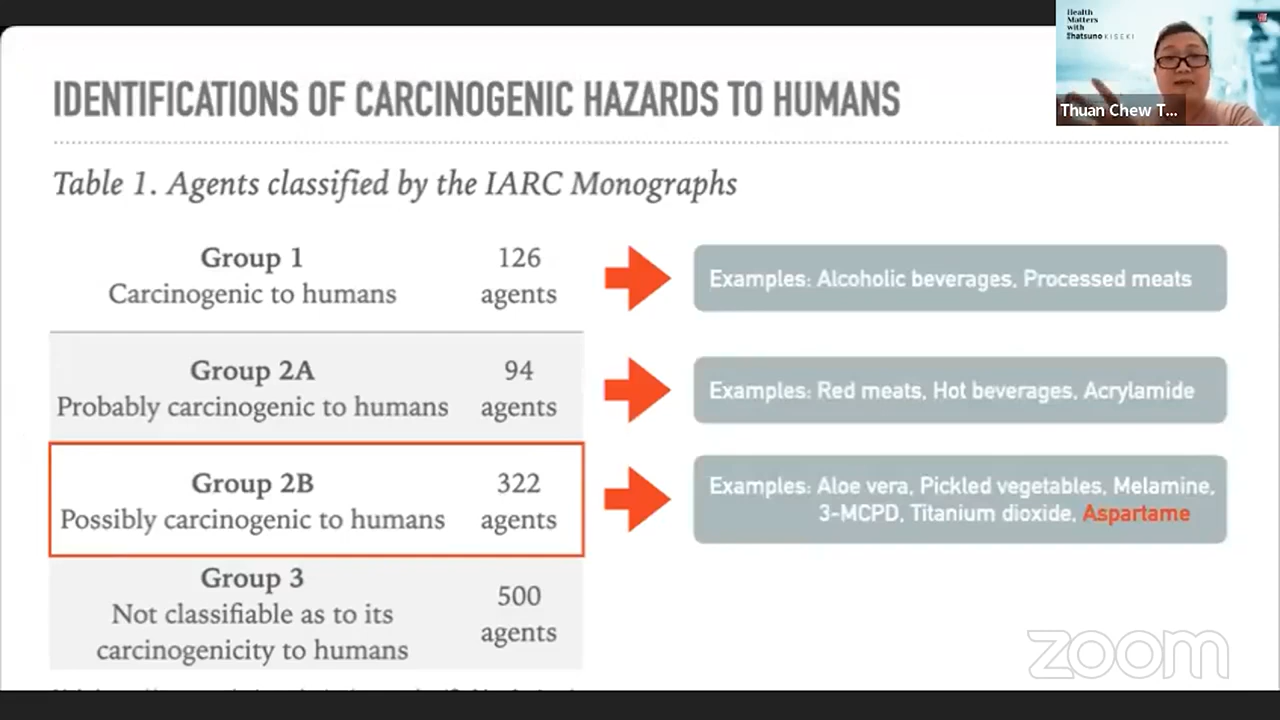 Health
Matters
with
Ehatsuno KISEKI
Thuan Chew T...
IDENTIFICATIONS OF CARCINOGENIC HAZARDS TO HUMANS
Table 1. Agents classified by the IARC Monographs
Group 1
Carcinogenic to humans
126
agents
Examples: Alcoholic beverages, Processed meats
Group 2A
Probably carcinogenic to humans
94
agents
Examples: Red meats, Hot beverages, Acrylamide
Group 2B
Possibly carcinogenic to humans
322
agents
Examples: Aloe vera, Pickled vegetables, Melamine,
3-MCPD, Titanium dioxide, Aspartame
Group 3
Not classifiable as to its
carcinogenicity to humans
500
agents
zoom